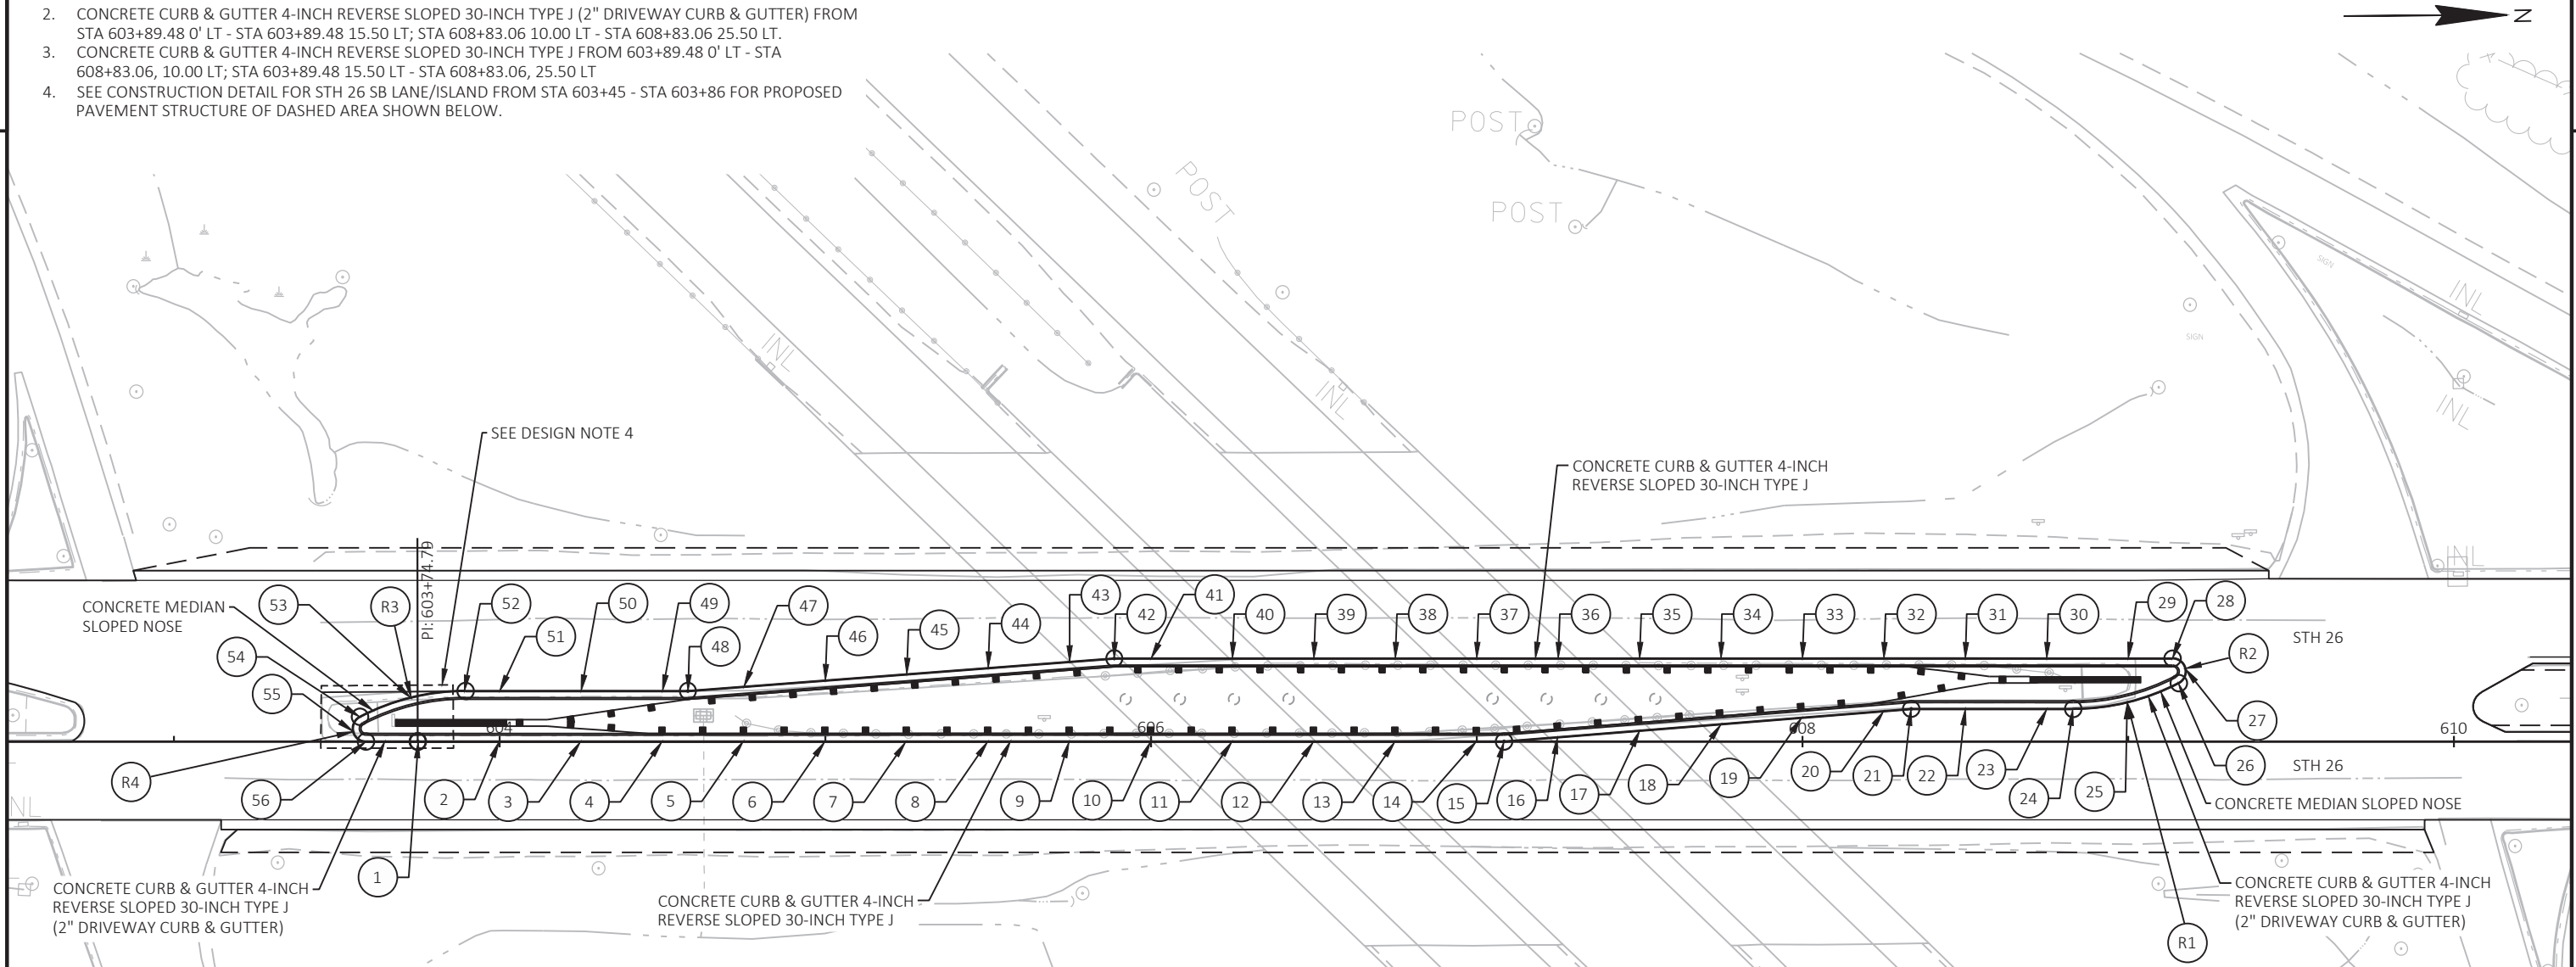 2. CONCRETE CURB & GUTTER 4-INCH REVERSE SLOPED 30-INCH TYPE J (2" DRIVEWAY CURB & GUTTER) FROM
STA 603+89.48 0' LT - STA 603+89.48 15.50 LT; STA 608+83.06 10.00 LT - STA 608+83.06 25.50 LT.
3. CONCRETE CURB & GUTTER 4-INCH REVERSE SLOPED 30-INCH TYPE J FROM 603+89.48 0' LT - STA
608+83.06, 10.00 LT; STA 603+89.48 15.50 LT - STA 608+83.06, 25.50 LT
4. SEE CONSTRUCTION DETAIL FOR STH 26 SB LANE/ISLAND FROM STA 603+45 - STA 603+86 FOR PROPOSED
PAVEMENT STRUCTURE OF DASHED AREA SHOWN BELOW.
N
POST
POST
POST
SIGN
INL
INL
SIGN
INL
INL
INL
SEE DESIGN NOTE 4
CONCRETE CURB & GUTTER 4-INCH
REVERSE SLOPED 30-INCH TYPE J
INL
PI: 603+74.79
CONCRETE MEDIAN
SLOPED NOSE
53
R3
52
51
50
49
48
47
46
45
44
43
42
41
40
39
38
37
36
35
34
33
32
31
30
29
28
STH 26
54
55
R2
27
604
606
608
610
R4
56
2
3
4
5
6
7
8
9
10
11
12
13
14
15
16
17
18
19
20
21
22
23
24
25
26
STH 26
CONCRETE MEDIAN SLOPED NOSE
NL
1
CONCRETE CURB & GUTTER 4-INCH
REVERSE SLOPED 30-INCH TYPE J
(2" DRIVEWAY CURB & GUTTER)
CONCRETE CURB & GUTTER 4-INCH
REVERSE SLOPED 30-INCH TYPE J
CONCRETE CURB & GUTTER 4-INCH
REVERSE SLOPED 30-INCH TYPE J
(2" DRIVEWAY CURB & GUTTER)
R1